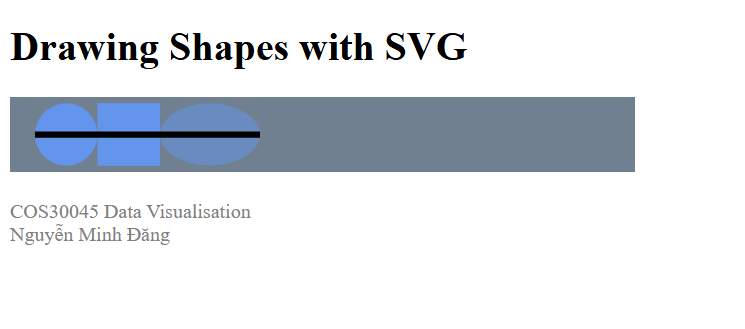 Drawing Shapes with SVG
COS30045 Data Visualisation
Nguyễn Minh Đăng